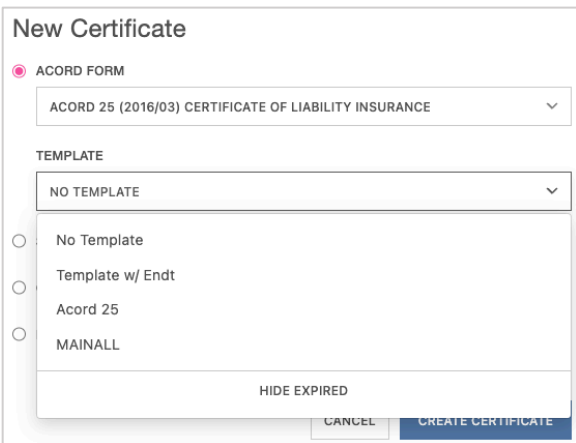 New Certificate
ACORD FORM
ACORD 25 (2016/03) CERTIFICATE OF LIABILITY INSURANCE
TEMPLATE
NO TEMPLATE
No Template
Template w/ Endt
Acord 25
MAINALL
HIDE EXPIRED
CANCEL CREATE CERTIFICATE